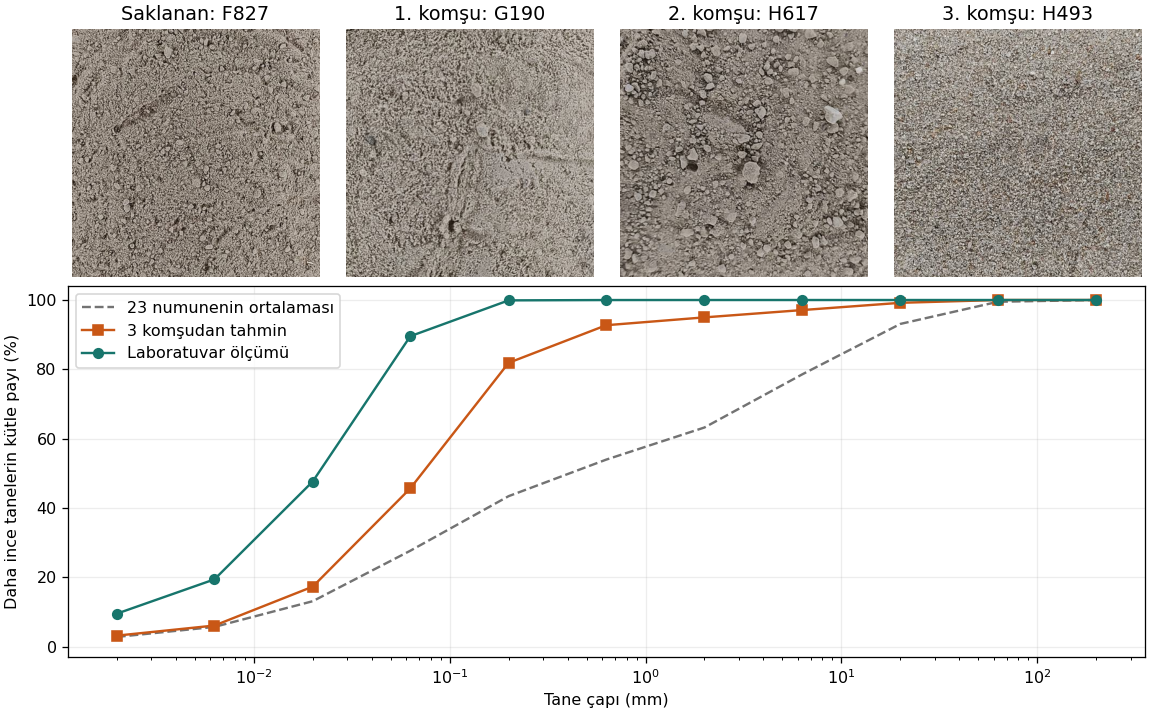 Saklanan: F827
1. komşu: G190
2. komşu: H617
3. komşu: H493
100
80
60
40
20
0
Daha ince tanelerin kütle payı (%)
23 numunenin ortalaması
3 komşudan tahmin
Laboratuvar ölçümü
10⁻²
10⁻¹
10⁰
10¹
10²
Tane çapı (mm)